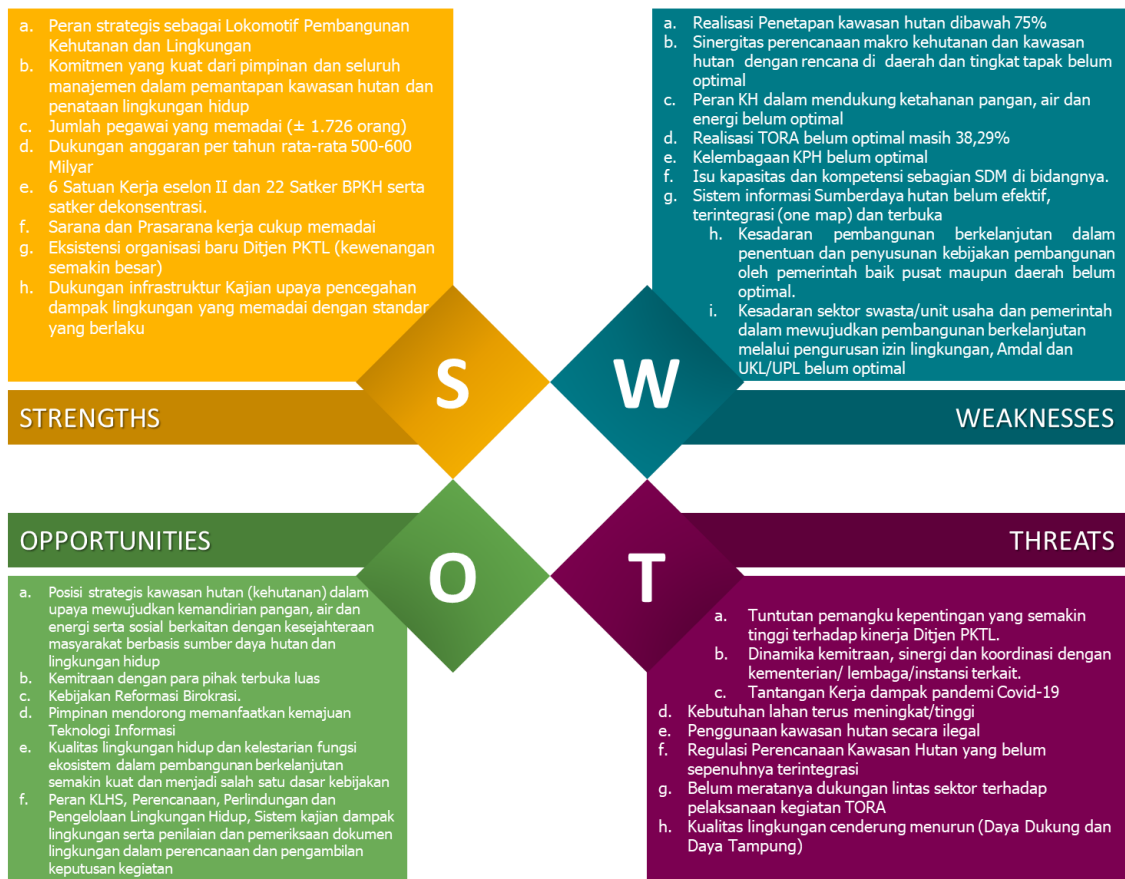 a. Peran strategis sebagai Lokomotif Pembangunan
Kehutanan dan Lingkungan
b. Komitmen yang kuat dari pimpinan dan seluruh
manajemen dalam pemantapan kawasan hutan dan
penataan lingkungan hidup
c. Jumlah pegawai yang memadai (± 1.726 orang)
d. Dukungan anggaran per tahun rata-rata 500-600
Milyar
e. 6 Satuan Kerja eselon II dan 22 Satker BPKH serta
satker dekonsentrasi.
f. Sarana dan Prasarana kerja cukup memadai
g. Eksistensi organisasi baru Ditjen PKTL (kewenangan
semakin besar)
h. Dukungan infrastruktur Kajian upaya pencegahan
dampak lingkungan yang memadai dengan standar
yang berlaku
S
STRENGTHS
a. Realisasi Penetapan kawasan hutan dibawah 75%
b. Sinergitas perencanaan makro kehutanan dan kawasan
hutan dengan rencana di daerah dan tingkat tapak belum
optimal
c. Peran KH dalam mendukung ketahanan pangan, air dan
energi belum optimal
d. Realisasi TORA belum optimal masih 38,29%
e. Kelembagaan KPH belum optimal
f. Isu kapasitas dan kompetensi sebagian SDM di bidangnya.
g. Sistem informasi Sumberdaya hutan belum efektif,
terintegrasi (one map) dan terbuka
h. Kesadaran pembangunan berkelanjutan dalam
penentuan dan penyusunan kebijakan pembangunan
oleh pemerintah baik pusat maupun daerah belum
optimal.
i. Kesadaran sektor swasta/unit usaha dan pemerintah
dalam mewujudkan pembangunan berkelanjutan
melalui pengurusan izin lingkungan, Amdal dan
UKL/UPL belum optimal
W
WEAKNESSES
OPPORTUNITIES
O
a. Posisi strategis kawasan hutan (kehutanan) dalam
upaya mewujudkan kemandirian pangan, air dan
energi serta sosial berkaitan dengan kesejahteraan
masyarakat berbasis sumber daya hutan dan
lingkungan hidup
b. Kemitraan dengan para pihak terbuka luas
c. Kebijakan Reformasi Birokrasi.
d. Pimpinan mendorong memanfaatkan kemajuan
Teknologi Informasi
e. Kualitas lingkungan hidup dan kelestarian fungsi
ekosistem dalam pembangunan berkelanjutan
semakin kuat dan menjadi salah satu dasar kebijakan
f. Peran KLHS, Perencanaan, Perlindungan dan
Pengelolaan Lingkungan Hidup, Sistem kajian dampak
lingkungan serta penilaian dan pemeriksaan dokumen
lingkungan dalam perencanaan dan pengambilan
keputusan kegiatan
THREATS
T
a. Tuntutan pemangku kepentingan yang semakin
tinggi terhadap kinerja Ditjen PKTL.
b. Dinamika kemitraan, sinergi dan koordinasi dengan
kementerian/ lembaga/instansi terkait.
c. Tantangan Kerja dampak pandemi Covid-19
d. Kebutuhan lahan terus meningkat/tinggi
e. Penggunaan kawasan hutan secara ilegal
f. Regulasi Perencanaan Kawasan Hutan yang belum
sepenuhnya terintegrasi
g. Belum meratanya dukungan lintas sektor terhadap
pelaksanaan kegiatan TORA
h. Kualitas lingkungan cenderung menurun (Daya Dukung dan
Daya Tampung)